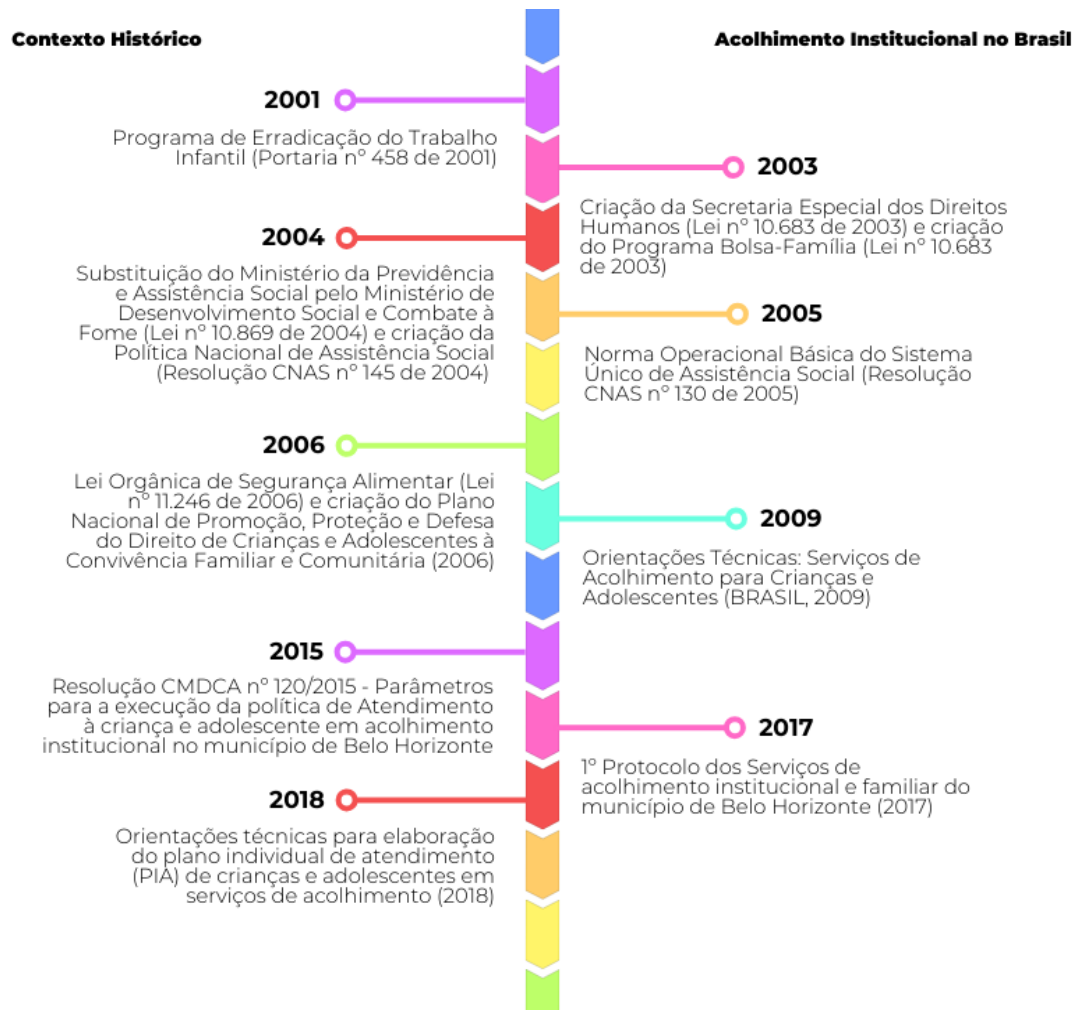 Contexto Histórico
Acolhimento Institucional no Brasil
2001
Programa de Erradicação do Trabalho
Infantil (Portaria nº 458 de 2001)
2003
Criação da Secretaria Especial dos Direitos
Humanos (Lei nº 10.683 de 2003) e criação
do Programa Bolsa-Família (Lei nº 10.683
de 2003)
2004
Substituição do Ministério da Previdência
e Assistência Social pelo Ministério de
Desenvolvimento Social e Combate à
Fome (Lei nº 10.869 de 2004) e criação da
Política Nacional de Assistência Social
(Resolução CNAS nº 145 de 2004)
2005
Norma Operacional Básica do Sistema
Único de Assistência Social (Resolução
CNAS nº 130 de 2005)
2006
Lei Orgânica de Segurança Alimentar (Lei
nº 11.246 de 2006) e criação do Plano
Nacional de Promoção, Proteção e Defesa
do Direito de Crianças e Adolescentes à
Convivência Familiar e Comunitária (2006)
2009
Orientações Técnicas: Serviços de
Acolhimento para Crianças e
Adolescentes (BRASIL, 2009)
2015
Resolução CMDCA nº 120/2015 - Parâmetros
para a execução da política de Atendimento
à criança e adolescente em acolhimento
institucional no município de Belo Horizonte
2017
1º Protocolo dos Serviços de
acolhimento institucional e familiar do
município de Belo Horizonte (2017)
2018
Orientações técnicas para elaboração
do plano individual de atendimento
(PIA) de crianças e adolescentes em
serviços de acolhimento (2018)